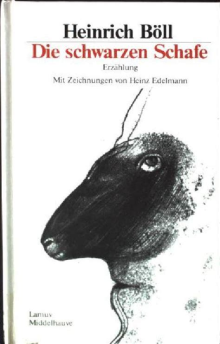 Heinrich Böll
Die schwarzen Schafe
Erzählung
Mit Zeichnungen von Heinz Edelmann
Lamuv
Middelhauve